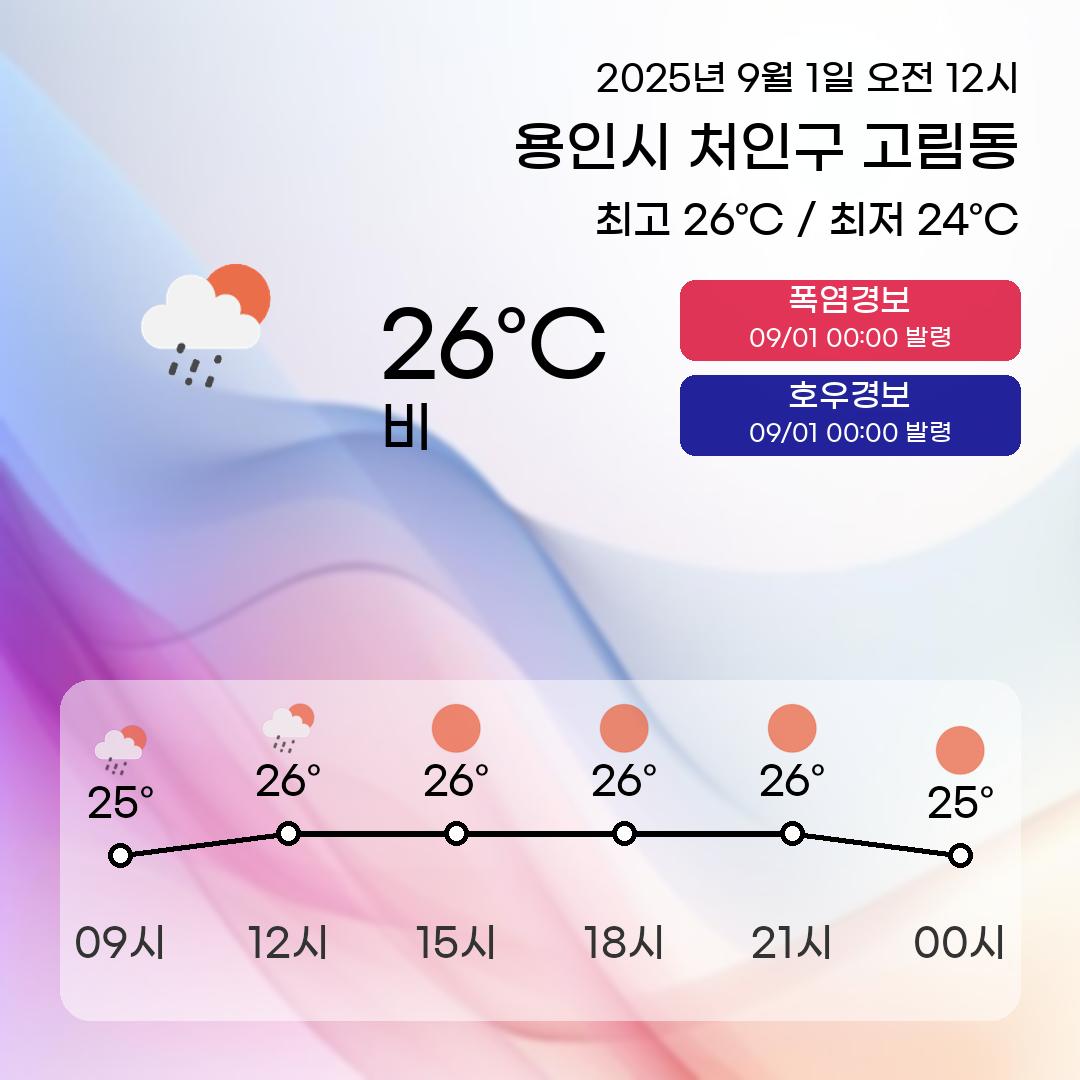 2025년 9월 1일 오전 12시
용인시 처인구 고림동
최고 26℃ / 최저 24℃
26℃
비
폭염경보
09/01 00:00 발령
호우경보
09/01 00:00 발령
25° 26° 26° 26° 26° 25°
09시 12시 15시 18시 21시 00시